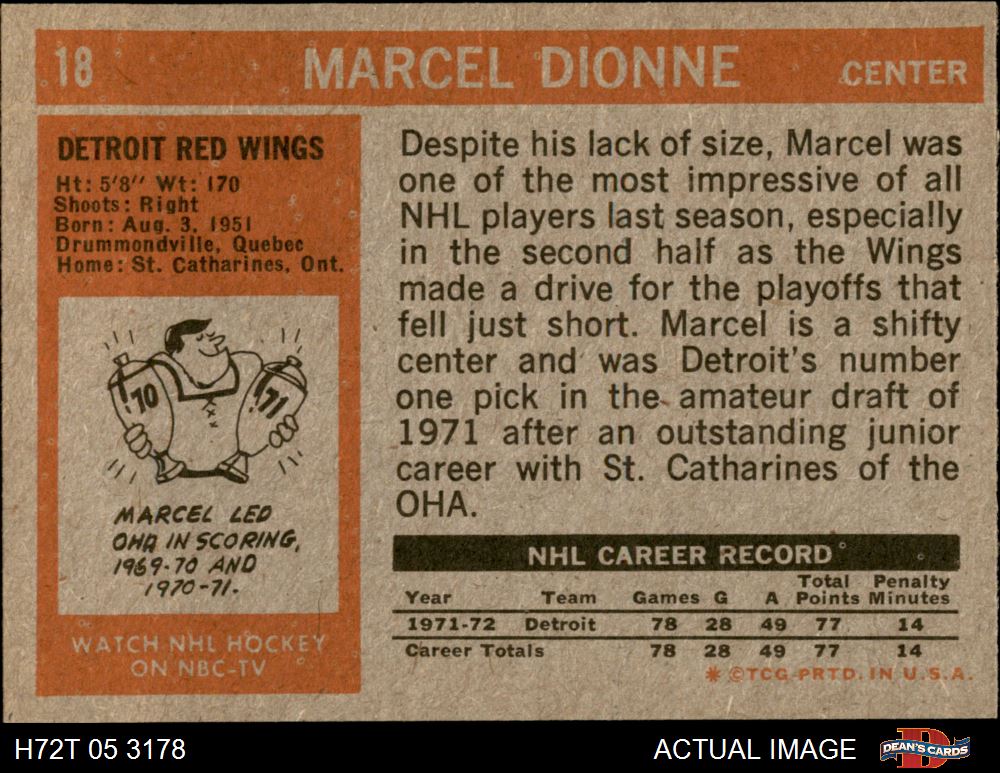 18 MARCEL DIONNE CENTER
DETROIT RED WINGS
Ht: 5'8" Wt: 170
Shoots: Right
Born: Aug. 3, 1951
Drummondville, Quebec
Home: St. Catharines, Ont.
'70 '71
MARCEL LED
OHA IN SCORING,
1969-70 AND
1970-71.
WATCH NHL HOCKEY
ON NBC-TV
Despite his lack of size, Marcel was
one of the most impressive of all
NHL players last season, especially
in the second half as the Wings
made a drive for the playoffs that
fell just short. Marcel is a shifty
center and was Detroit's number
one pick in the amateur draft of
1971 after an outstanding junior
career with St. Catharines of the
OHA.
NHL CAREER RECORD
Total Penalty
Year Team Games G A Points Minutes
1971-72 Detroit 78 28 49 77 14
Career Totals 78 28 49 77 14
* ©TCG PRTD. IN U.S.A.
H72T 05 3178 ACTUAL IMAGE DEAN'S CARDS